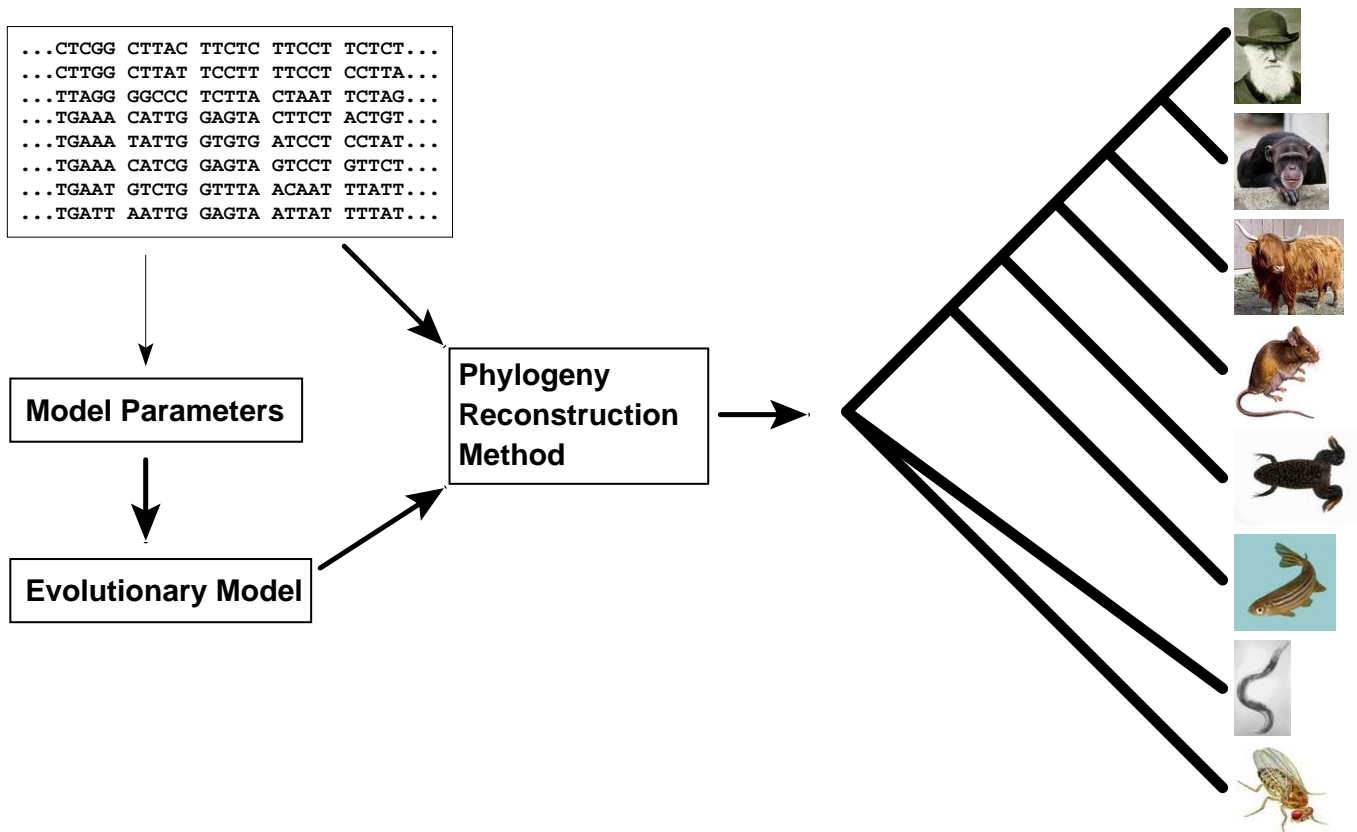 ...CTCGG CTTAC TTCTC TTCCT TCTCT...
...CTTGG CTTAT TCCTT TTCCT CCTTA...
...TTAGG GGCCC TCTTA CTAAT TCTAG...
...TGAAA CATTG GAGTA CTTCT ACTGT...
...TGAAA TATTG GTGTG ATCCT CCTAT...
...TGAAA CATCG GAGTA GTCCT GTTCT...
...TGAAT GTCTG GTTTA ACAAT TTATT...
...TGATT AATTG GAGTA ATTAT TTTAT...
Model Parameters
Evolutionary Model
Phylogeny
Reconstruction
Method